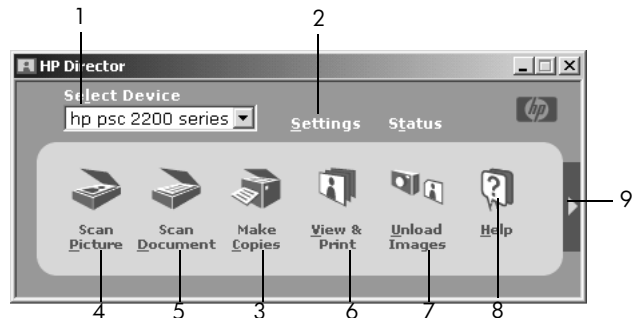 1
2
HP Director
Select Device
hp psc 2200 series
Settings
Status
hp
Scan Picture
Scan Document
Make Copies
View & Print
Unload Images
Help
9
4
5
3
6
7
8